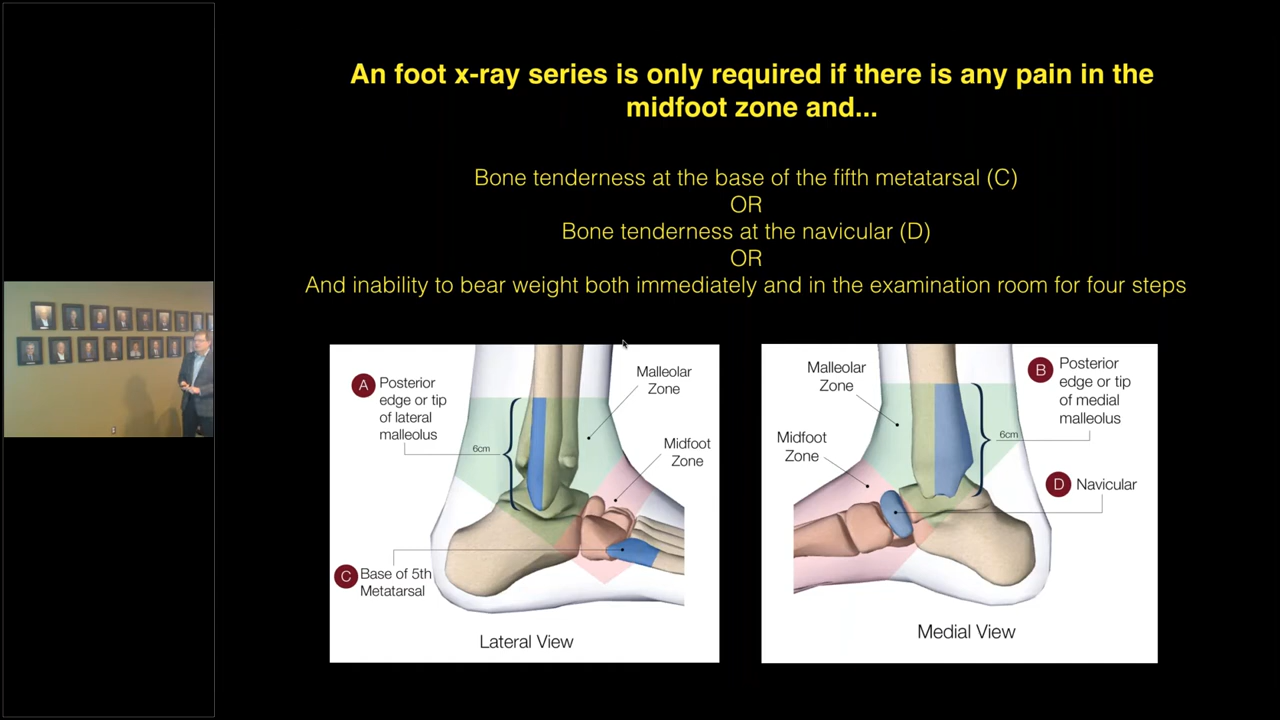 An foot x-ray series is only required if there is any pain in the
midfoot zone and...
Bone tenderness at the base of the fifth metatarsal (C)
OR
Bone tenderness at the navicular (D)
OR
And inability to bear weight both immediately and in the examination room for four steps
A Posterior
edge or tip
of lateral
malleolus
6cm
Malleolar
Zone
Midfoot
Zone
C Base of 5th
Metatarsal
Lateral View
Malleolar
Zone
Midfoot
Zone
B Posterior
edge or tip
of medial
malleolus
6cm
D Navicular
Medial View